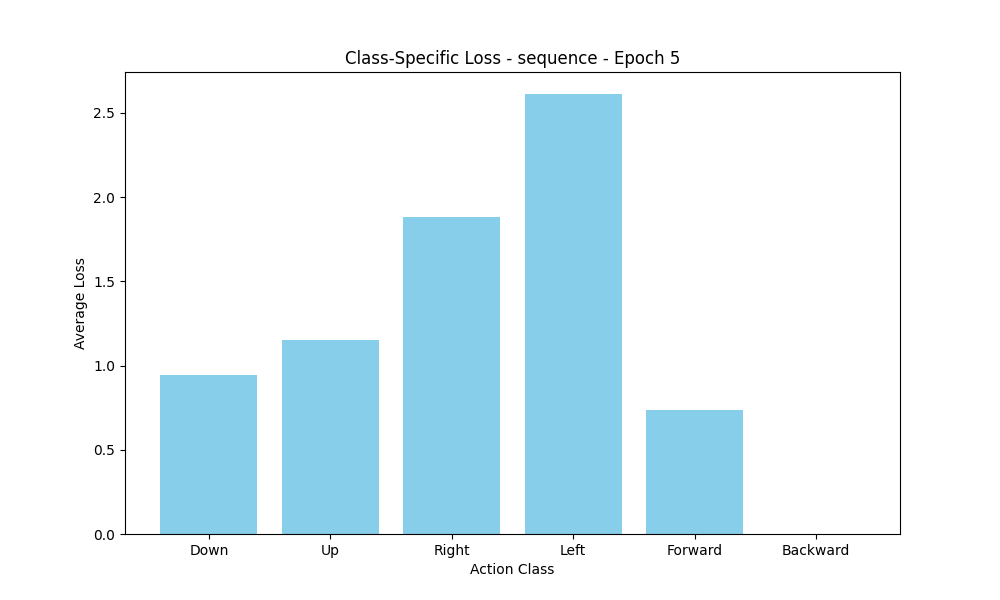 Class-Specific Loss - sequence - Epoch 5
Average Loss
2.5
2.0
1.5
1.0
0.5
0.0
Down Up Right Left Forward Backward
Action Class